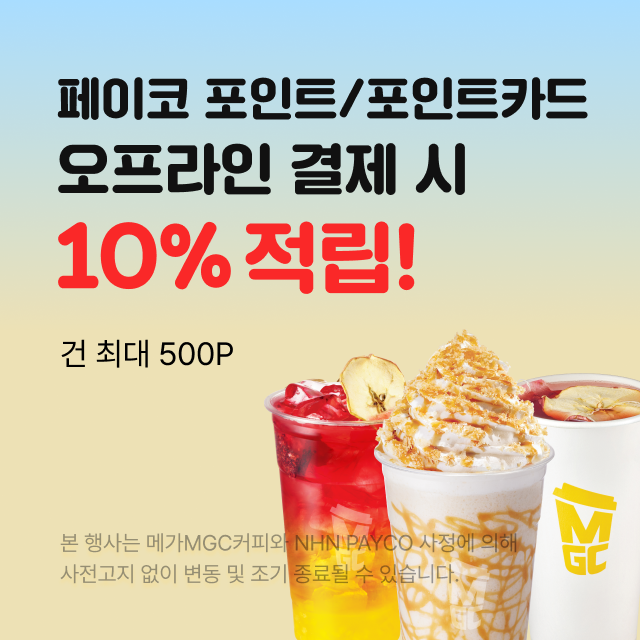 페이코 포인트/포인트카드
오프라인 결제 시
10% 적립!
건 최대 500P
본 행사는 메가MGC커피와 NHN PAYCO 사정에 의해
사전고지 없이 변동 및 조기 종료될 수 있습니다.
M
GC